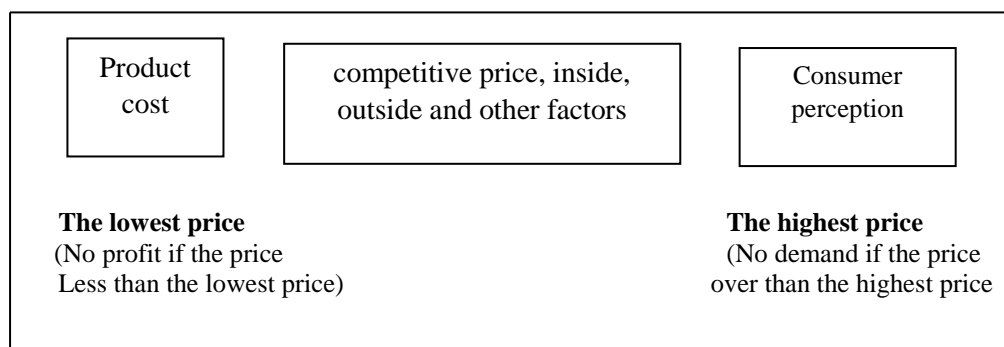 Product
cost
competitive price, inside,
outside and other factors
Consumer
perception
The lowest price
(No profit if the price
Less than the lowest price)
The highest price
(No demand if the price
over than the highest price